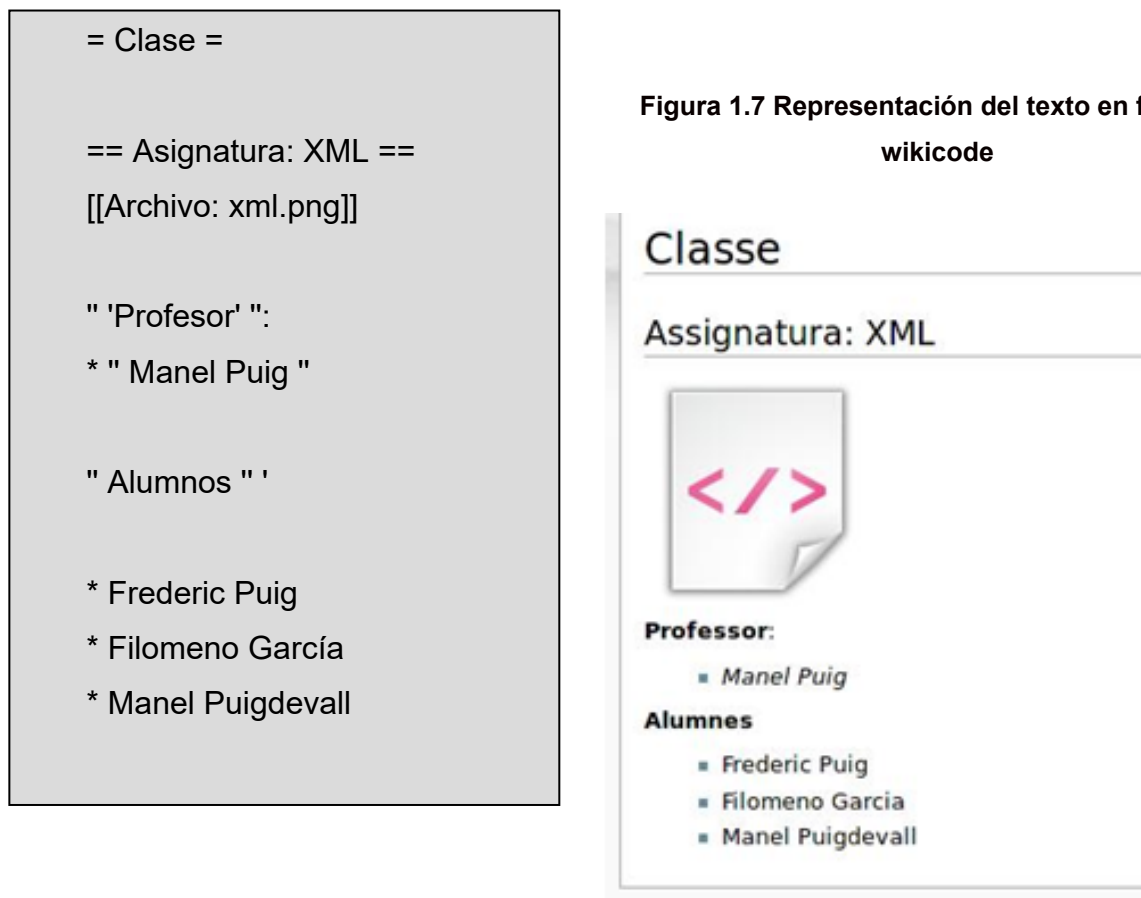 = Clase =
== Asignatura: XML ==
[[Archivo: xml.png]]
'' 'Profesor' '':
* '' Manel Puig ''
'' Alumnos '' '
* Frederic Puig
* Filomeno García
* Manel Puigdevall
Figura 1.7 Representación del texto en
wikicode
Classe
Assignatura: XML
</>
Professor:
Manel Puig
Alumnes
Frederic Puig
Filomeno Garcia
Manel Puigdevall